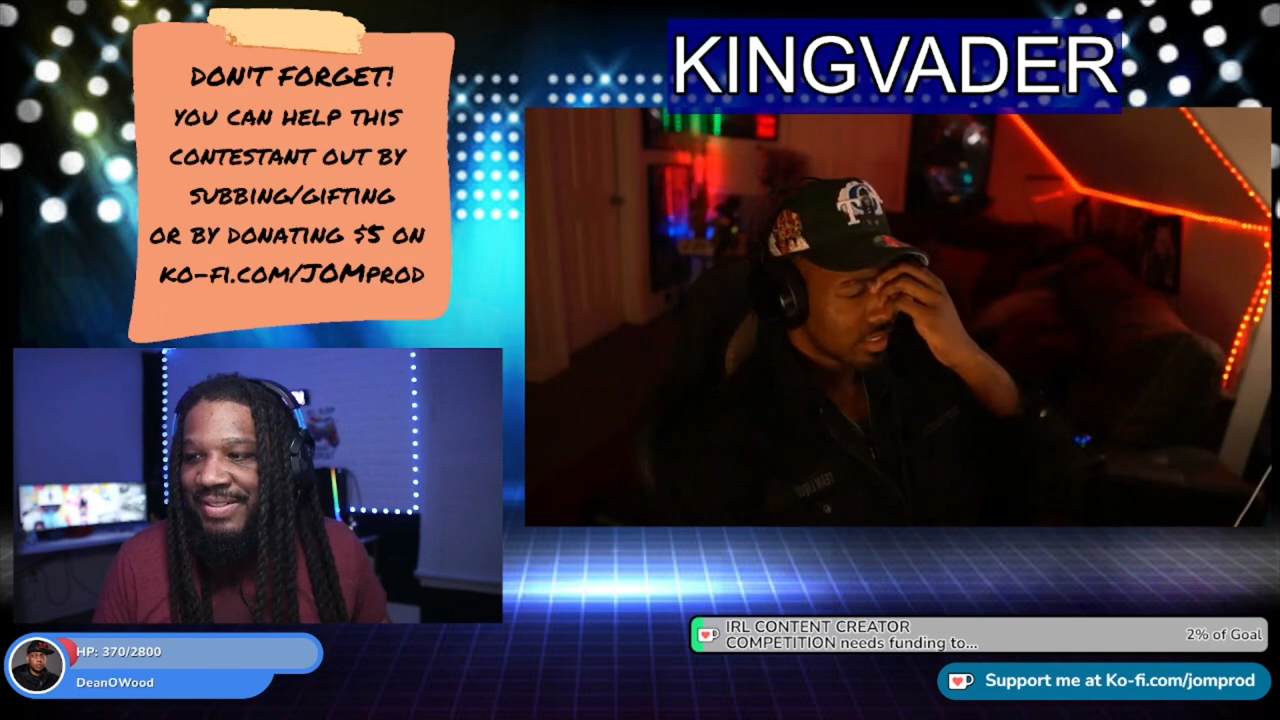 DON'T FORGET!
YOU CAN HELP THIS
CONTESTANT OUT BY
SUBBING/GIFTING
OR BY DONATING $5 ON
KO-FI.COM/JOMPROD
KINGVADER
HP: 370/2800
DeanOWood
IRL CONTENT CREATOR
COMPETITION needs funding to...
2% of Goal
Support me at Ko-fi.com/jomprod